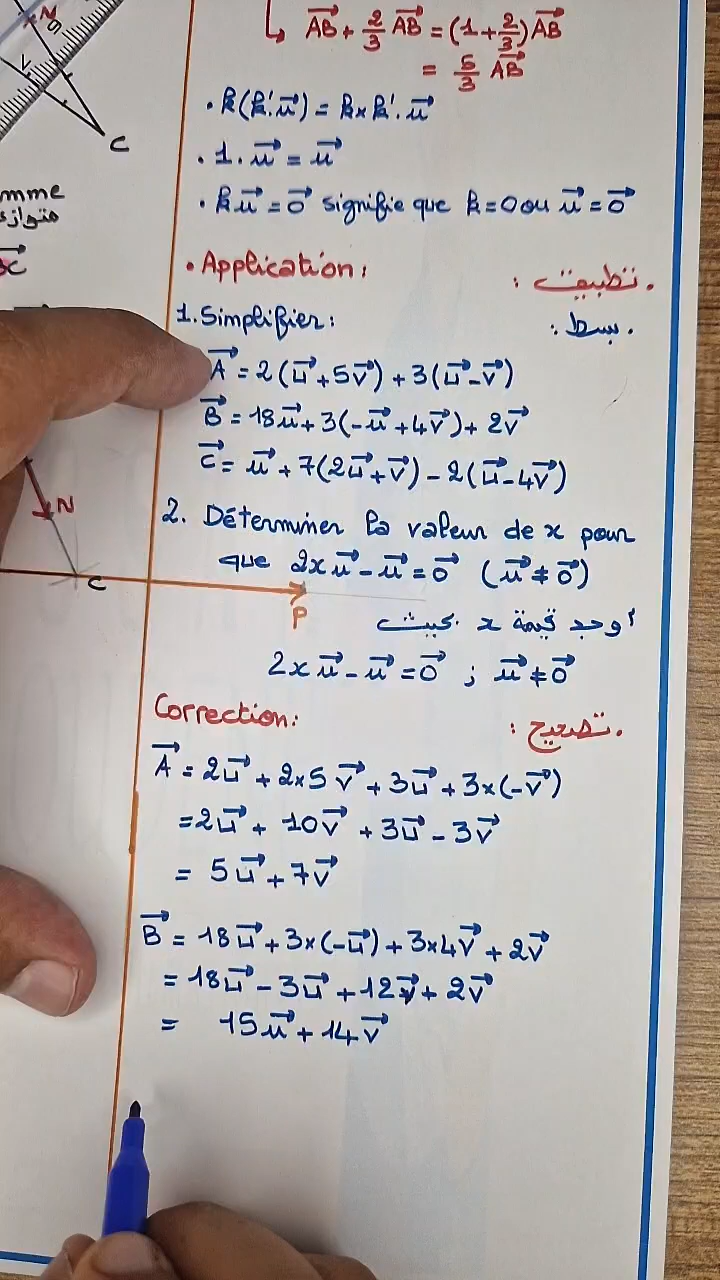 N
C
mme
متواز
N
C
P
↳ AB⃗ + 2/3 AB⃗ = (1 + 2/3) AB⃗
= 5/3 AB⃗
• k(k'.u⃗) = k×k'.u⃗
• 1.u⃗ = u⃗
• k u⃗ = 0⃗ signifie que k=0 ou u⃗ = 0⃗
• Application: تطبيق :
1. Simplifier: بسط :
A⃗ = 2(u⃗ + 5v⃗) + 3(u⃗ - v⃗)
B⃗ = 18u⃗ + 3(-u⃗ + 4v⃗) + 2v⃗
C⃗ = u⃗ + 7(2u⃗ + v⃗) - 2(u⃗ - 4v⃗)
2. Déterminer la valeur de x pour
que 2x u⃗ - u⃗ = 0⃗ (u⃗ ≠ 0⃗)
أوجد قيمة x بحيث
2x u⃗ - u⃗ = 0⃗ ; u⃗ ≠ 0⃗
Correction: تصحيح :
A⃗ = 2u⃗ + 2×5v⃗ + 3u⃗ + 3×(-v⃗)
= 2u⃗ + 10v⃗ + 3u⃗ - 3v⃗
= 5u⃗ + 7v⃗
B⃗ = 18u⃗ + 3×(-u⃗) + 3×4v⃗ + 2v⃗
= 18u⃗ - 3u⃗ + 12v⃗ + 2v⃗
= 15u⃗ + 14v⃗